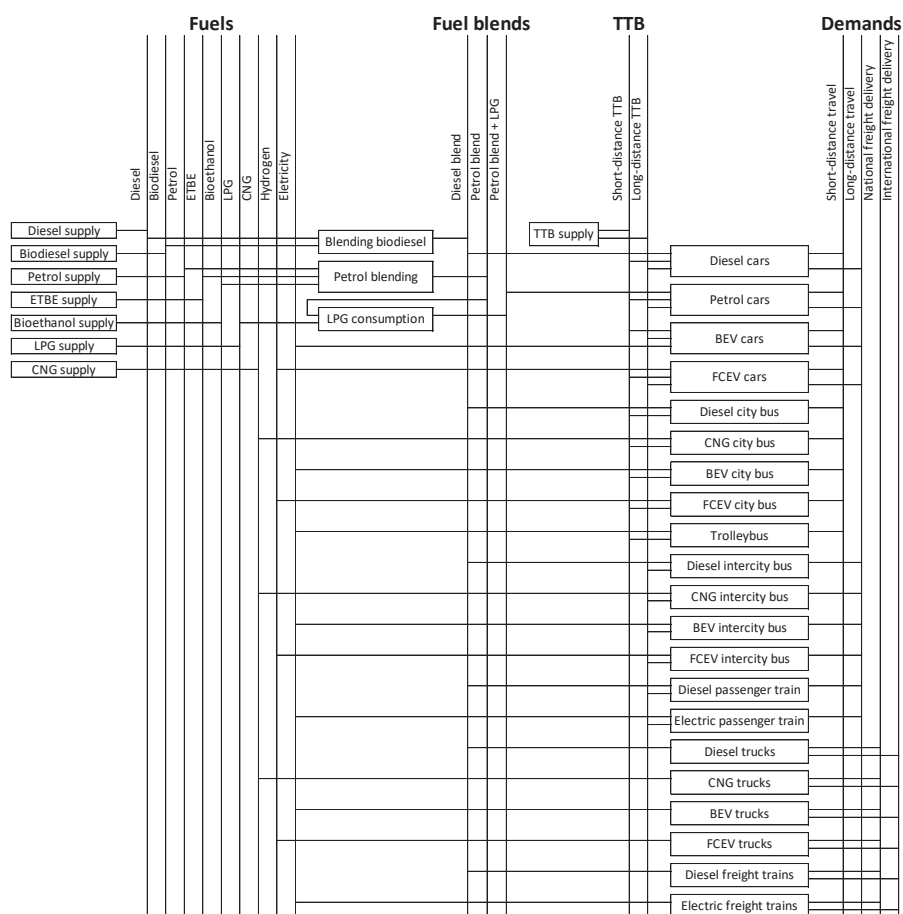 Fuels
Fuel blends
TTB
Demands
Diesel
Biodiesel
Petrol
ETBE
Bioethanol
LPG
CNG
Hydrogen
Eletricity
Diesel blend
Petrol blend
Petrol blend + LPG
Short-distance TTB
Long-distance TTB
Short-distance travel
Long-distance travel
National freight delivery
International freight delivery
Diesel supply
Biodiesel supply
Petrol supply
ETBE supply
Bioethanol supply
LPG supply
CNG supply
Blending biodiesel
Petrol blending
LPG consumption
TTB supply
Diesel cars
Petrol cars
BEV cars
FCEV cars
Diesel city bus
CNG city bus
BEV city bus
FCEV city bus
Trolleybus
Diesel intercity bus
CNG intercity bus
BEV intercity bus
FCEV intercity bus
Diesel passenger train
Electric passenger train
Diesel trucks
CNG trucks
BEV trucks
FCEV trucks
Diesel freight trains
Electric freight trains